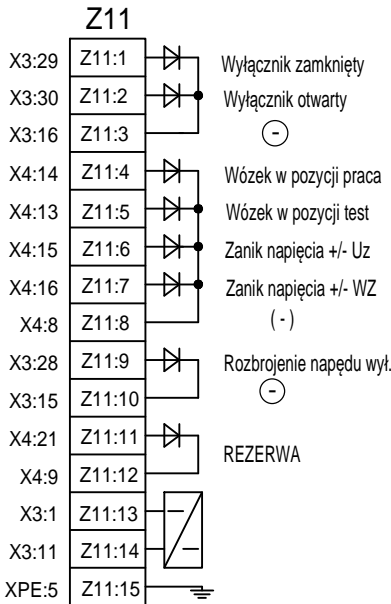 Z11
X3:29 Z11:1 Wyłącznik zamknięty
X3:30 Z11:2 Wyłącznik otwarty
X3:16 Z11:3 -
X4:14 Z11:4 Wózek w pozycji praca
X4:13 Z11:5 Wózek w pozycji test
X4:15 Z11:6 Zanik napięcia +/- Uz
X4:16 Z11:7 Zanik napięcia +/- WZ
X4:8 Z11:8 (-)
X3:28 Z11:9 Rozbrojenie napędu wył.
X3:15 Z11:10 -
X4:21 Z11:11
REZERWA
X4:9 Z11:12
X3:1 Z11:13
X3:11 Z11:14
XPE:5 Z11:15